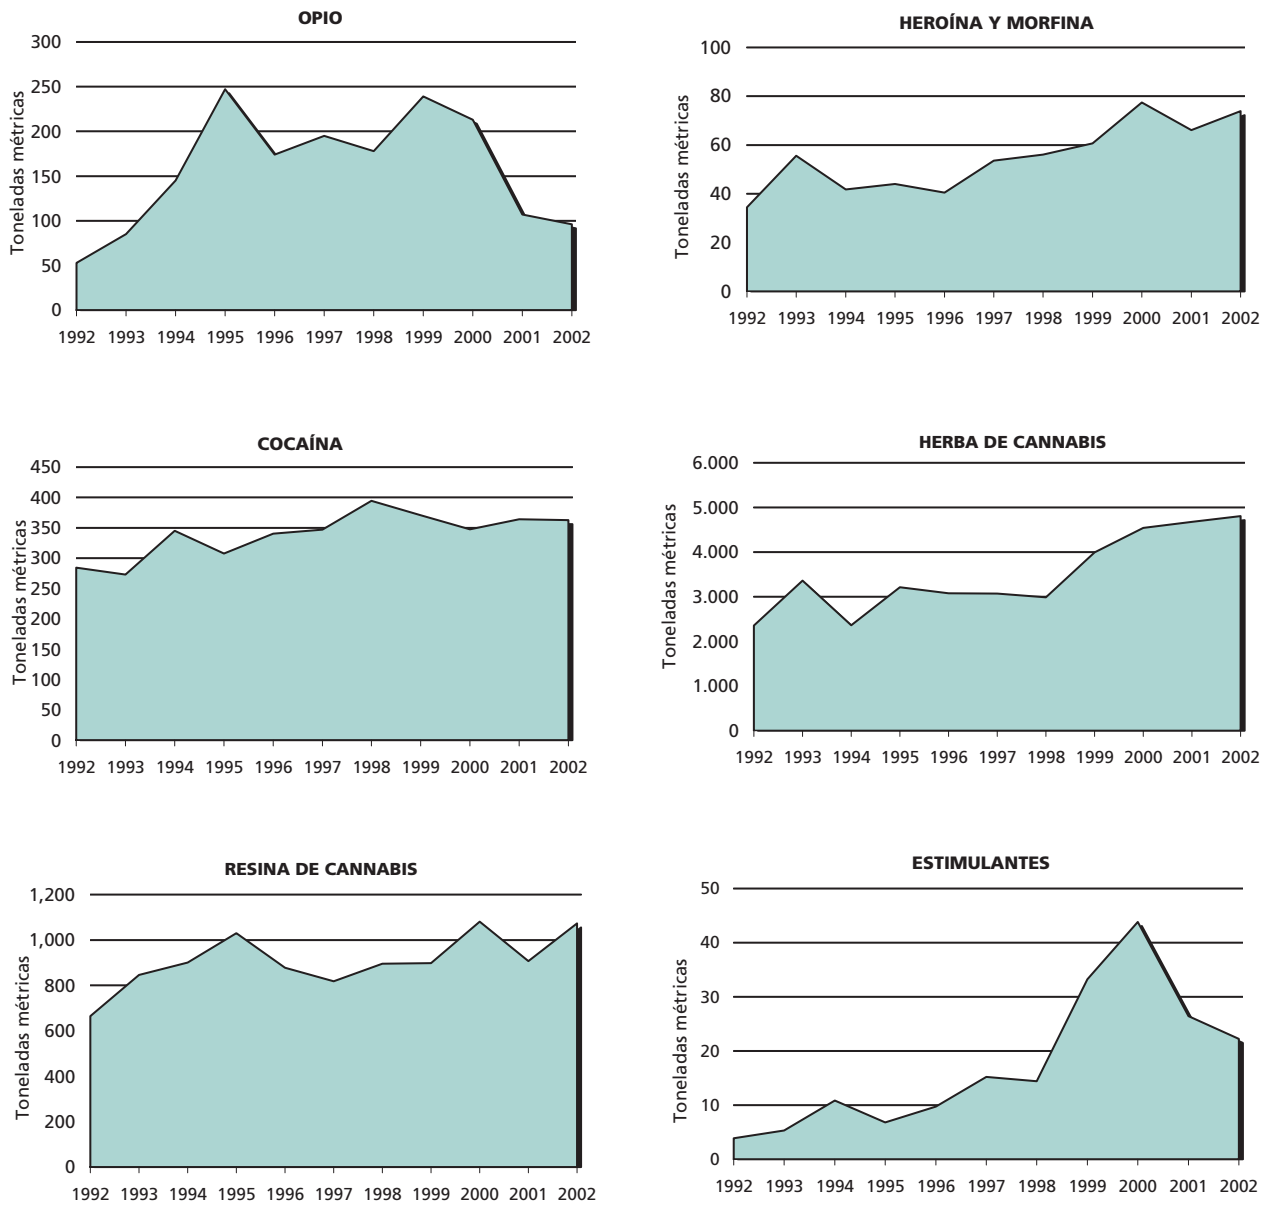 OPIO
300
250
200
150
100
50
0
Toneladas métricas
1992 1993 1994 1995 1996 1997 1998 1999 2000 2001 2002
HEROÍNA Y MORFINA
100
80
60
40
20
0
Toneladas métricas
1992 1993 1994 1995 1996 1997 1998 1999 2000 2001 2002
COCAÍNA
450
400
350
300
250
200
150
100
50
0
Toneladas métricas
1992 1993 1994 1995 1996 1997 1998 1999 2000 2001 2002
HERBA DE CANNABIS
6.000
5.000
4.000
3.000
2.000
1.000
0
Toneladas métricas
1992 1993 1994 1995 1996 1997 1998 1999 2000 2001 2002
RESINA DE CANNABIS
1,200
1,000
800
600
400
200
0
Toneladas métricas
1992 1993 1994 1995 1996 1997 1998 1999 2000 2001 2002
ESTIMULANTES
50
40
30
20
10
0
Toneladas métricas
1992 1993 1994 1995 1996 1997 1998 1999 2000 2001 2002